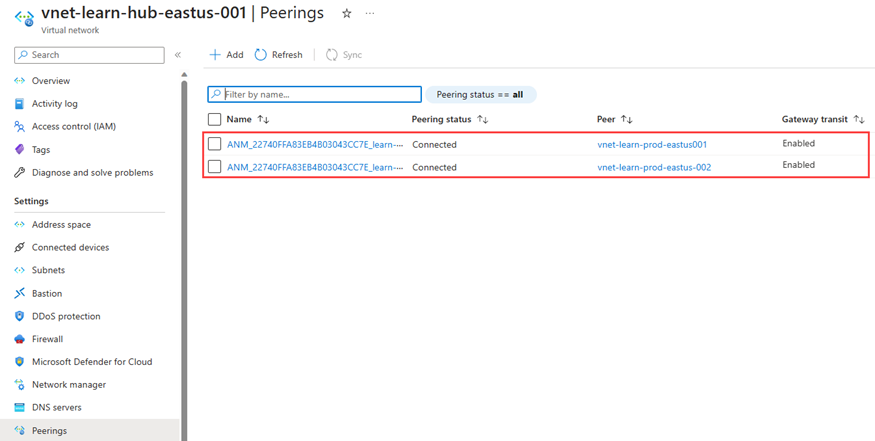 vnet-learn-hub-eastus-001 | Peerings ☆ ...
Virtual network
Search «
Add Refresh Sync
Overview
Activity log
Access control (IAM)
Tags
Diagnose and solve problems
Settings
Address space
Connected devices
Subnets
Bastion
DDoS protection
Firewall
Microsoft Defender for Cloud
Network manager
DNS servers
Peerings
Filter by name...
Peering status == all
Name ↑↓ Peering status ↑↓ Peer ↑↓ Gateway transit ↑↓
ANM_22740FFA83EB4B03043CC7E_learn-... Connected vnet-learn-prod-eastus001 Enabled
ANM_22740FFA83EB4B03043CC7E_learn-... Connected vnet-learn-prod-eastus-002 Enabled